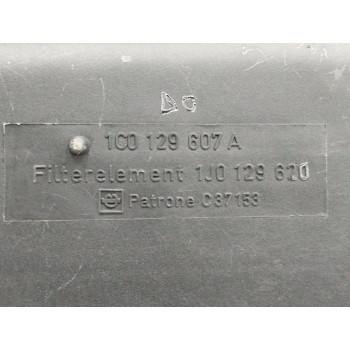 1C0 129 607 A
Filterelement 1J0 129 620
Patrone C37153